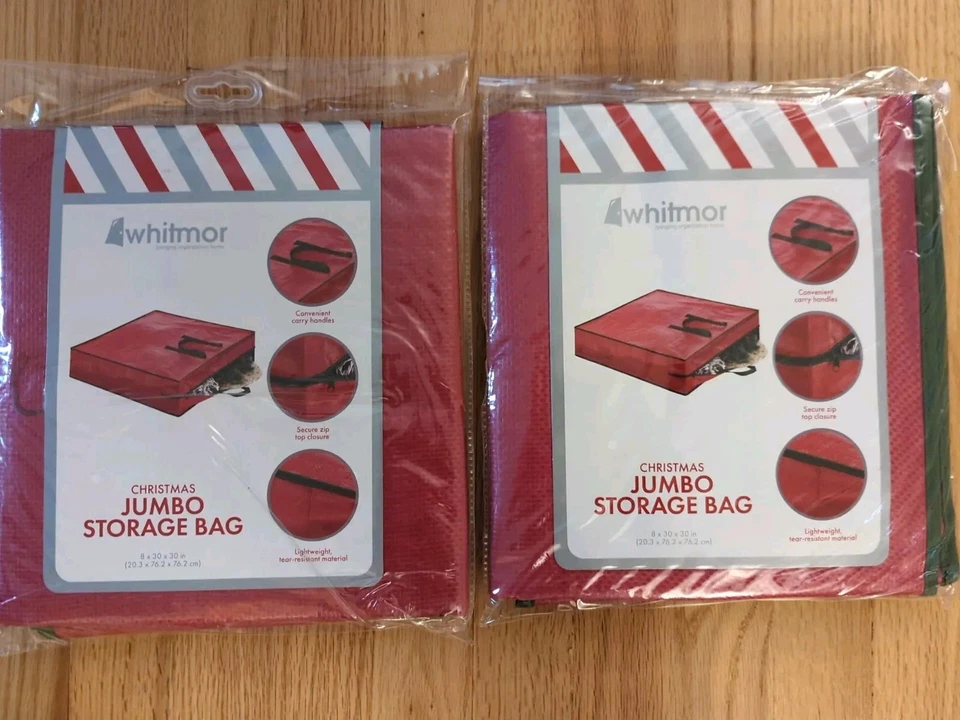 whitmor
bringing organization home
Convenient
carry handles
Secure zip
top closure
CHRISTMAS
JUMBO
STORAGE BAG
8 x 30 x 30 in
(20.3 x 76.2 x 76.2 cm)
Lightweight,
tear-resistant material
whitmor
bringing organization home
Convenient
carry handles
Secure zip
top closure
CHRISTMAS
JUMBO
STORAGE BAG
8 x 30 x 30 in
(20.3 x 76.2 x 76.2 cm)
Lightweight,
tear-resistant material